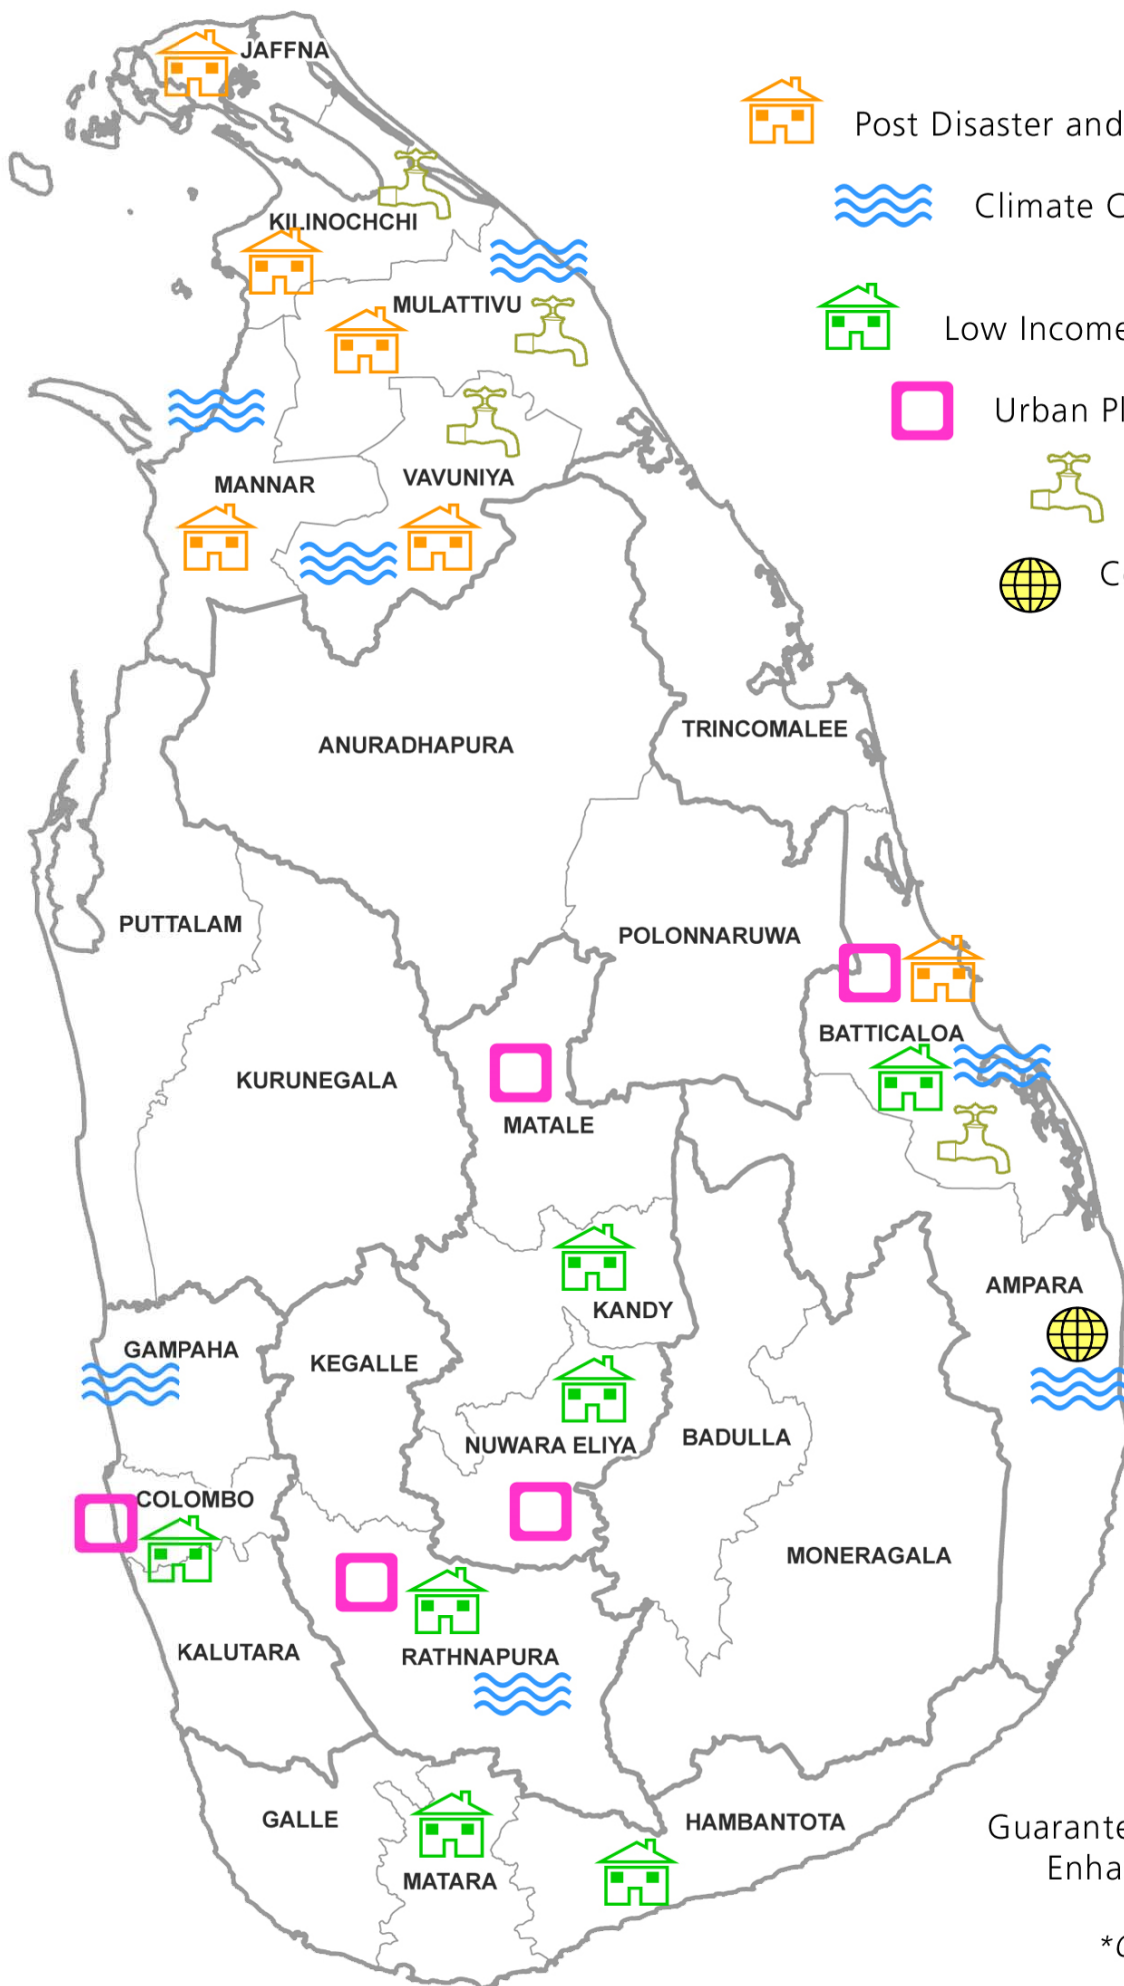 JAFFNA
Post Disaster and
Climate C
KILINOCHCHI
MULATTIVU
Low Income
Urban Pl
MANNAR
VAVUNIYA
C
TRINCOMALEE
ANURADHAPURA
PUTTALAM
POLONNARUWA
BATTICALOA
KURUNEGALA
MATALE
AMPARA
KANDY
GAMPAHA
KEGALLE
NUWARA ELIYA
BADULLA
COLOMBO
MONERAGALA
KALUTARA
RATHNAPURA
GALLE
HAMBANTOTA
Guarante
Enha
MATARA
*